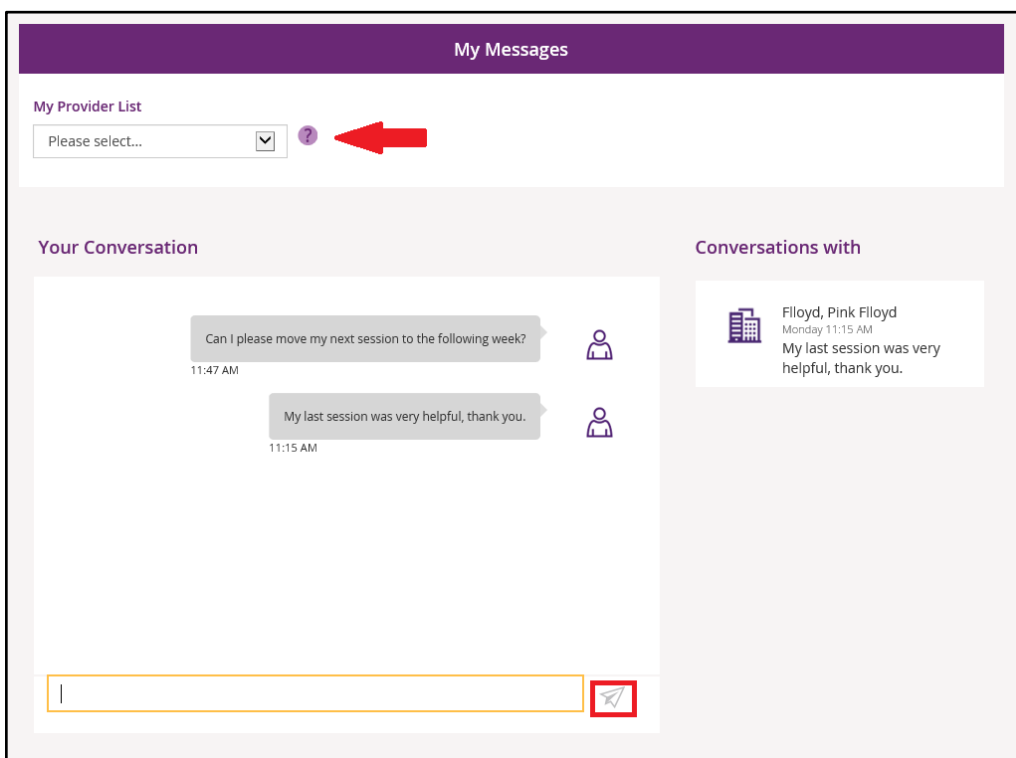 My Messages
My Provider List
Please select...
?
Your Conversation
Conversations with
Can I please move my next session to the following week?
11:47 AM
My last session was very helpful, thank you.
11:15 AM
Flloyd, Pink Flloyd
Monday 11:15 AM
My last session was very
helpful, thank you.